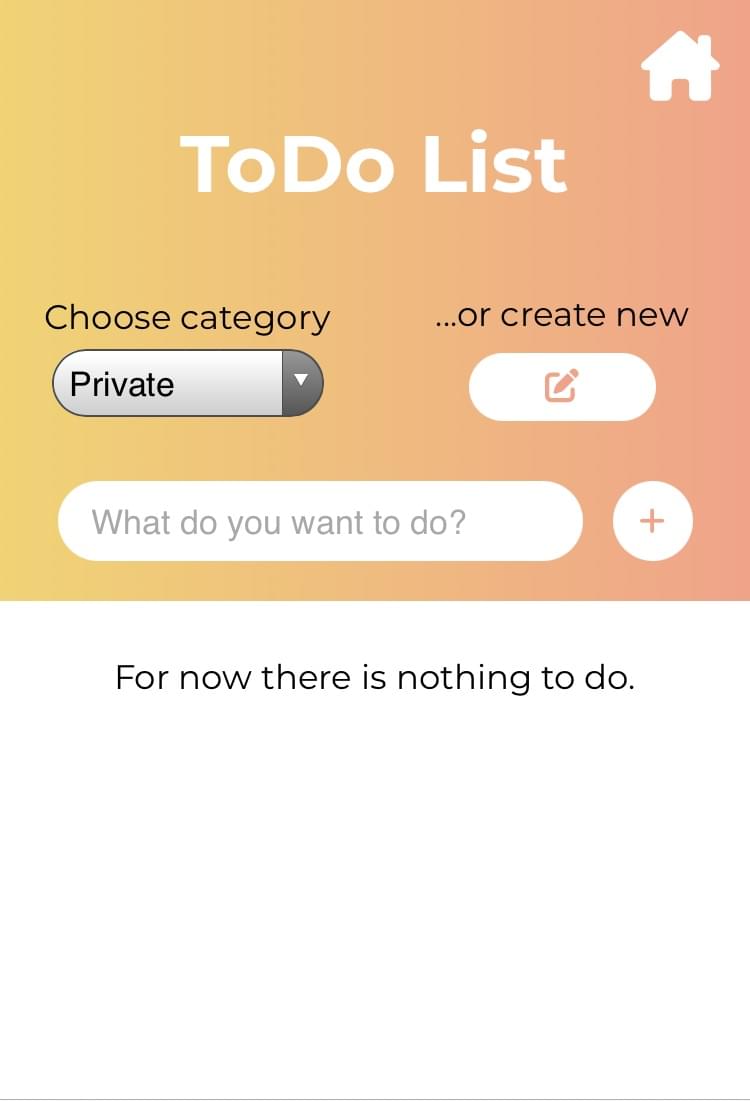 ToDo List
Choose category
...or create new
Private
What do you want to do?
For now there is nothing to do.